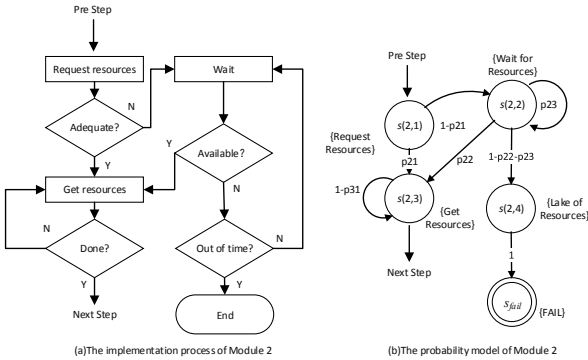 Pre Step
Request resources
Wait
N
Adequate?
Y
Available?
Y
Get resources
N
N
Done?
Out of time?
N
Y
Y
Next Step
End
(a)The implementation process of Module 2
{Wait for
Resources}
Pre Step
s(2,2)
p23
s(2,1)
1-p21
{Request
Resources}
p21
p22
1-p22-p23
1-p31
s(2,3)
{Get
Resources}
s(2,4)
{Lake of
Resources}
Next Step
1
sfail
{FAIL}
(b)The probability model of Module 2